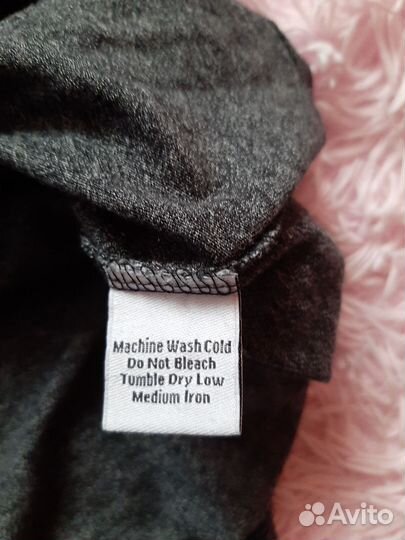 Machine Wash Cold
Do Not Bleach
Tumble Dry Low
Medium Iron
Avito